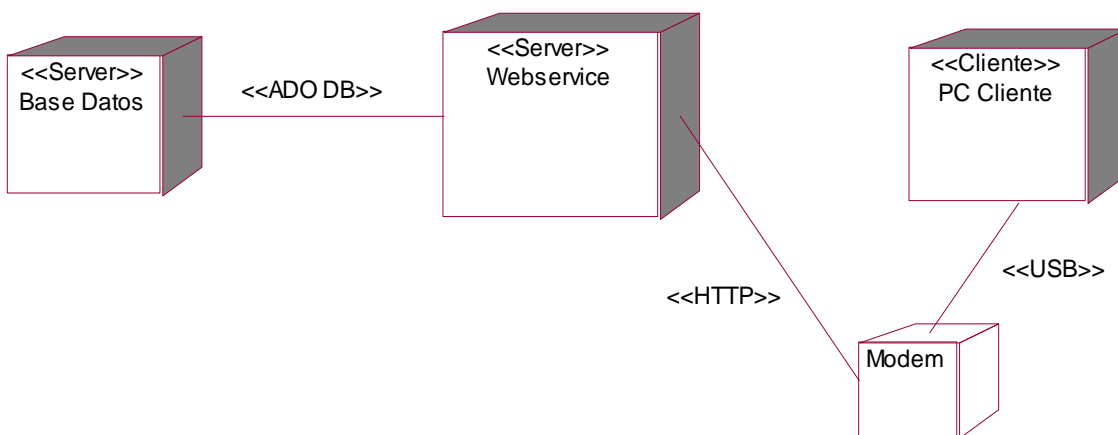 <<Server>>
Base Datos
<<ADO DB>>
<<Server>>
Webservice
<<Cliente>>
PC Cliente
<<HTTP>>
<<USB>>
Modem